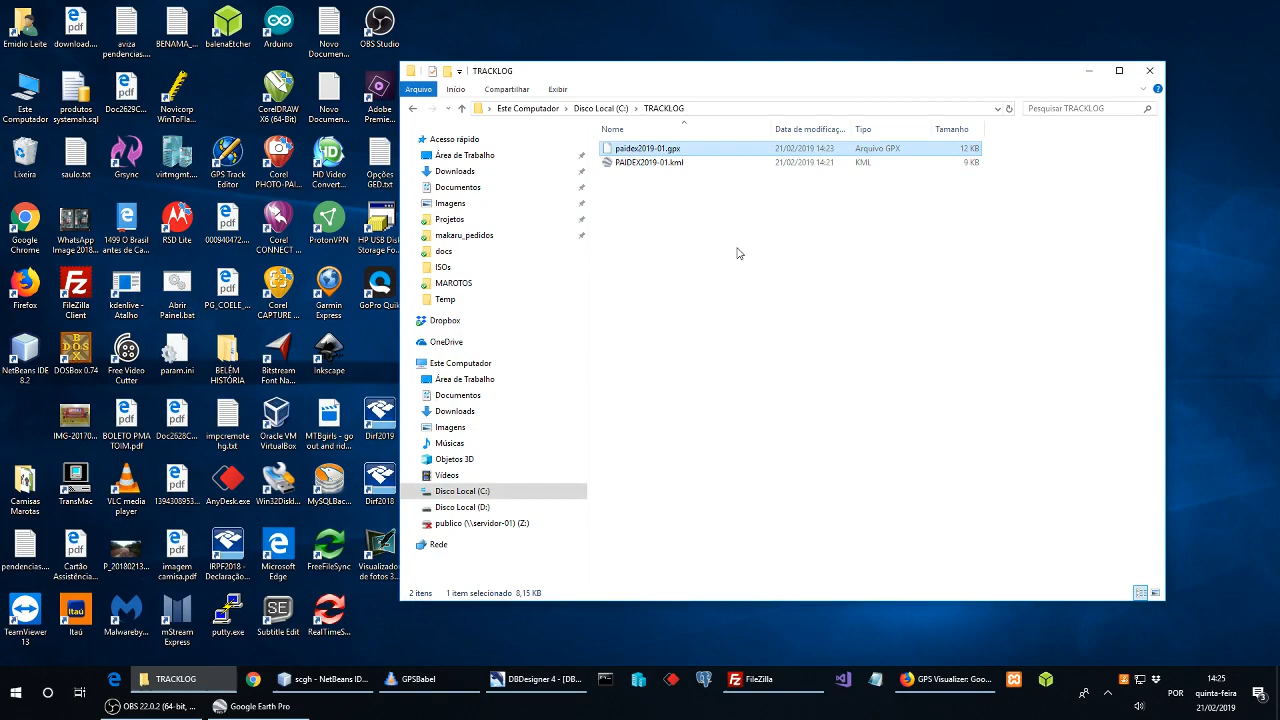 Emidio Leite
download....
aviza
pendencias....
BENAMA_...
balenaEtcher
Arduino
Novo
Documen...
OBS Studio
Este
Computador
produtos
systemah.sql
Doc2629C...
Novicorp
WinToFla...
CorelDRAW
X6 (64-Bit)
Novo
Documen...
Adobe
Premie...
Lixeira
saulo.txt
Grsync
virtmgmt....
GPS Track
Editor
Corel
PHOTO-PAI...
HD Video
Convert...
Opções
GED.txt
Google
Chrome
WhatsApp
Image 2018...
1499 O Brasil
antes de Ca...
RSD Lite
000940472...
Corel
CONNECT ...
ProtonVPN
HP USB Disk
Storage Fo...
Firefox
FileZilla
Client
kdenlive -
Atalho
Abrir
Painel.bat
PG_COELE_...
Corel
CAPTURE ...
Garmin
Express
GoPro Quik
NetBeans IDE
8.2
DOSBox 0.74
Free Video
Cutter
param.ini
BELÉM
HISTÓRIA
Bitstream
Font Na...
Inkscape
IMG-20170...
BOLETO PMA
TOIM.pdf
Doc2628C...
impcremote
hg.txt
Oracle VM
VirtualBox
MTBgirls - go
out and rid...
Dirf2019
Camisas
Marotas
TransMac
VLC media
player
1394308953...
AnyDesk.exe
Win32Diskl...
MySQLBac...
Dirf2018
pendencias...
Cartão
Assistência...
P_20180213...
imagem
camisa.pdf
IRPF2018 -
Declaração...
Microsoft
Edge
FreeFileSync
Visualizador
de fotos 3...
TeamViewer
13
Itaú
Malwareby...
mStream
Express
putty.exe
Subtitle Edit
RealTimeS...
TRACKLOG
Arquivo Início Compartilhar Exibir
Este Computador Disco Local (C:) TRACKLOG
Pesquisar TRACKLOG
Nome Data de modificaç... Tipo Tamanho
paidex2019-01.gpx 21/02/2019 14:23 Arquivo GPX 12 KB
PAIDEX2019-01.kml 21/02/2019 14:21 KML 9 KB
Acesso rápido
Área de Trabalho
Downloads
Documentos
Imagens
Projetos
makaru_pedidos
docs
ISOs
MAROTOS
Temp
Dropbox
OneDrive
Este Computador
Área de Trabalho
Documentos
Downloads
Imagens
Músicas
Objetos 3D
Vídeos
Disco Local (C:)
Disco Local (D:)
publico (\\servidor-01) (Z:)
Rede
2 itens 1 item selecionado 8,15 KB
TRACKLOG
scgh - NetBeans ID...
GPSBabel
DBDesigner 4 - [DB...
FileZilla
GPS Visualizer: Goo...
OBS 22.0.2 (64-bit, ...
Google Earth Pro
POR
14:25
quinta-feira
21/02/2019